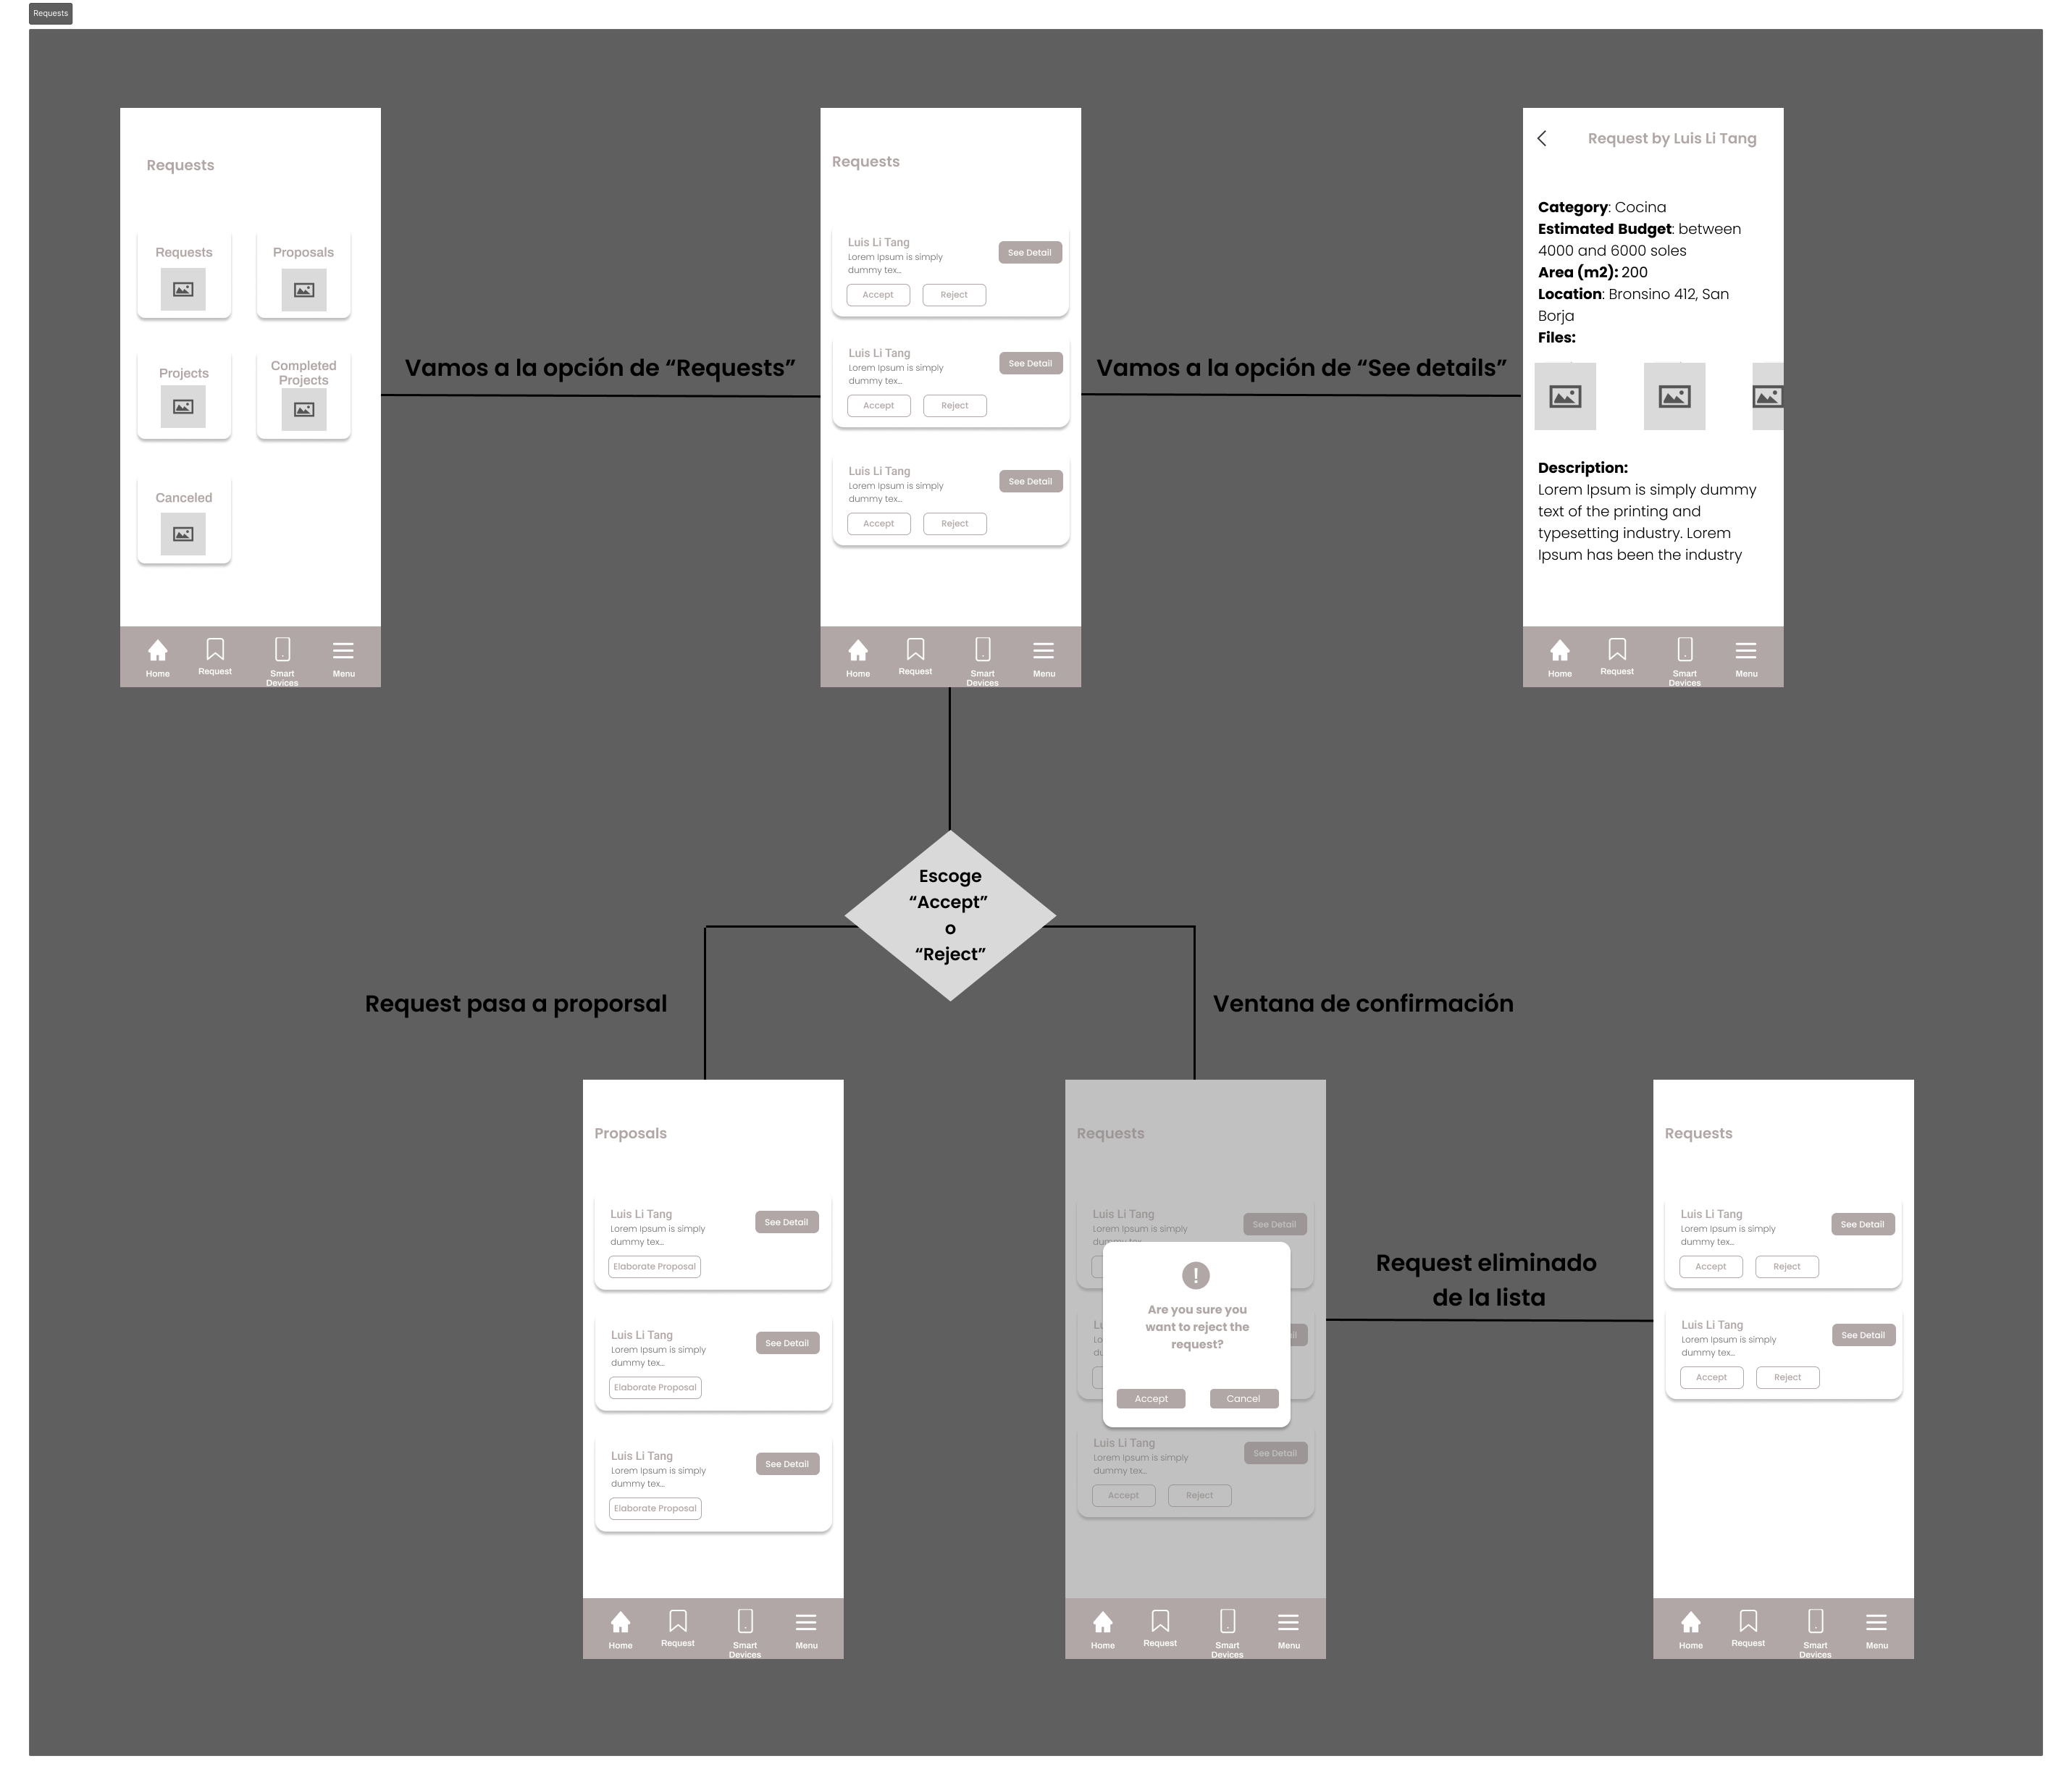 Requests
Requests
Requests
Proposals
Projects
Completed
Projects
Canceled
Home
Request
Smart
Devices
Menu
Vamos a la opción de “Requests”
Requests
Luis Li Tang
Lorem Ipsum is simply
dummy tex...
See Detail
Accept
Reject
Luis Li Tang
Lorem Ipsum is simply
dummy tex...
See Detail
Accept
Reject
Luis Li Tang
Lorem Ipsum is simply
dummy tex...
See Detail
Accept
Reject
Home
Request
Smart
Devices
Menu
Vamos a la opción de “See details”
Request by Luis Li Tang
Category: Cocina
Estimated Budget: between
4000 and 6000 soles
Area (m2): 200
Location: Bronsino 412, San
Borja
Files:
Description:
Lorem Ipsum is simply dummy
text of the printing and
typesetting industry. Lorem
Ipsum has been the industry
Home
Request
Smart
Devices
Menu
Escoge
“Accept”
o
“Reject”
Request pasa a proporsal
Ventana de confirmación
Proposals
Luis Li Tang
Lorem Ipsum is simply
dummy tex...
See Detail
Elaborate Proposal
Luis Li Tang
Lorem Ipsum is simply
dummy tex...
See Detail
Elaborate Proposal
Luis Li Tang
Lorem Ipsum is simply
dummy tex...
See Detail
Elaborate Proposal
Home
Request
Smart
Devices
Menu
Requests
Luis Li Tang
Lorem Ipsum is simply
dummy tex...
See Detail
Are you sure you
want to reject the
request?
Accept
Cancel
Luis Li Tang
Lorem Ipsum is simply
dummy tex...
See Detail
Accept
Reject
Home
Request
Smart
Devices
Menu
Request eliminado
de la lista
Requests
Luis Li Tang
Lorem Ipsum is simply
dummy tex...
See Detail
Accept
Reject
Luis Li Tang
Lorem Ipsum is simply
dummy tex...
See Detail
Accept
Reject
Home
Request
Smart
Devices
Menu